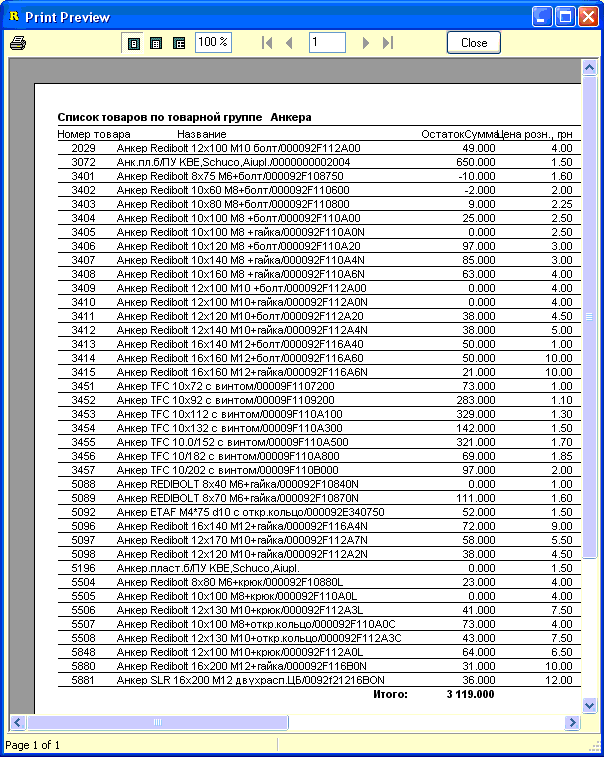 Print Preview
100 %
1
Close
Список товаров по товарной группе Анкера
Номер товара Название ОстатокСумма Цена розн., грн
2029 Анкер Redibolt 12x100 M10 болт/000092F112A00 49.000 4.00
3072 Анк.пл.б/ПУ KBE,Schuco,Aiupl./0000000002004 650.000 1.50
3401 Анкер Redibolt 8x75 M6+болт/000092F108750 -10.000 1.60
3402 Анкер Redibolt 10x60 M8+болт/000092F110600 -2.000 2.00
3403 Анкер Redibolt 10x80 M8+болт/000092F110800 9.000 2.25
3404 Анкер Redibolt 10x100 M8 +болт/000092F110A00 25.000 2.50
3405 Анкер Redibolt 10x100 M8 +гайка/000092F110A0N 0.000 2.50
3406 Анкер Redibolt 10x120 M8 +болт/000092F110A20 97.000 3.00
3407 Анкер Redibolt 10x140 M8 +гайка/000092F110A4N 85.000 3.00
3408 Анкер Redibolt 10x160 M8 +гайка/000092F110A6N 63.000 4.00
3409 Анкер Redibolt 12x100 M10 +болт/000092F112A00 0.000 4.00
3410 Анкер Redibolt 12x100 M10+гайка/000092F112A0N 0.000 4.00
3411 Анкер Redibolt 12x120 M10+болт/000092F112A20 38.000 4.50
3412 Анкер Redibolt 12x140 M10+гайка/000092F112A4N 38.000 5.00
3413 Анкер Redibolt 16x140 M12+болт/000092F116A40 50.000 1.00
3414 Анкер Redibolt 16x160 M12+болт/000092F116A60 50.000 10.00
3415 Анкер Redibolt 16x160 M12+гайка/000092F116A6N 21.000 10.00
3451 Анкер TFC 10x72 с винтом/00009F1107200 73.000 1.00
3452 Анкер TFC 10x92 с винтом/00009F1109200 283.000 1.10
3453 Анкер TFC 10x112 с винтом/00009F110A100 329.000 1.30
3454 Анкер TFC 10x132 с винтом/00009F110A300 142.000 1.50
3455 Анкер TFC 10.0/152 с винтом/00009F110A500 321.000 1.70
3456 Анкер TFC 10/182 с винтом/00009F110A800 69.000 1.85
3457 Анкер TFC 10/202 с винтом/00009F110B000 97.000 2.00
5088 Анкер REDIBOLT 8x40 M6+гайка/000092F10840N 0.000 1.00
5089 Анкер REDIBOLT 8x70 M6+гайка/000092F10870N 111.000 1.60
5092 Анкер ETAF M4*75 d10 с откр.кольцо/000092E340750 52.000 1.50
5096 Анкер Redibolt 16x140 M12+гайка/000092F116A4N 72.000 9.00
5097 Анкер Redibolt 12x170 M10+гайка/000092F112A7N 58.000 5.50
5098 Анкер Redibolt 12x120 M10+гайка/000092F112A2N 38.000 4.50
5196 Анкер.пласт.б/ПУ KBE,Schuco,Aiupl. 0.000 1.50
5504 Анкер Redibolt 8x80 M6+крюк/000092F10880L 23.000 4.00
5505 Анкер Redibolt 10x100 M8+крюк/000092F110A0L 0.000 4.00
5506 Анкер Redibolt 12x130 M10+крюк/000092F112A3L 41.000 7.50
5507 Анкер Redibolt 10x100 M8+откр.кольцо/000092F110A0C 73.000 4.00
5508 Анкер Redibolt 12x130 M10+откр.кольцо/000092F112A3C 43.000 7.50
5848 Анкер Redibolt 12x100 M10+крюк/000092F112A0L 64.000 6.50
5880 Анкер Redibolt 16x200 M12+гайка/000092F116B0N 31.000 10.00
5881 Анкер SLR 16x200 M12 двухрасп.ЦБ/0092f21216BON 36.000 12.00
Итого: 3 119.000
Page 1 of 1